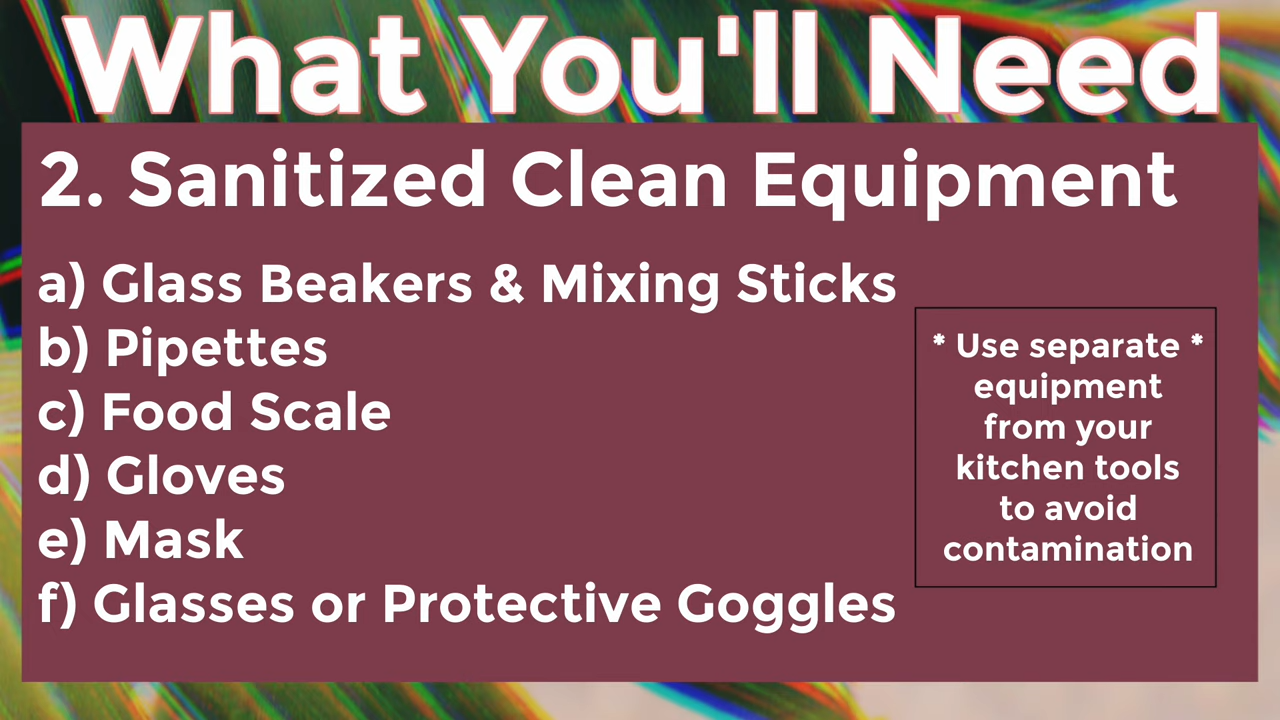 What You'll Need
2. Sanitized Clean Equipment
a) Glass Beakers & Mixing Sticks
b) Pipettes
c) Food Scale
d) Gloves
e) Mask
f) Glasses or Protective Goggles
* Use separate *
equipment
from your
kitchen tools
to avoid
contamination